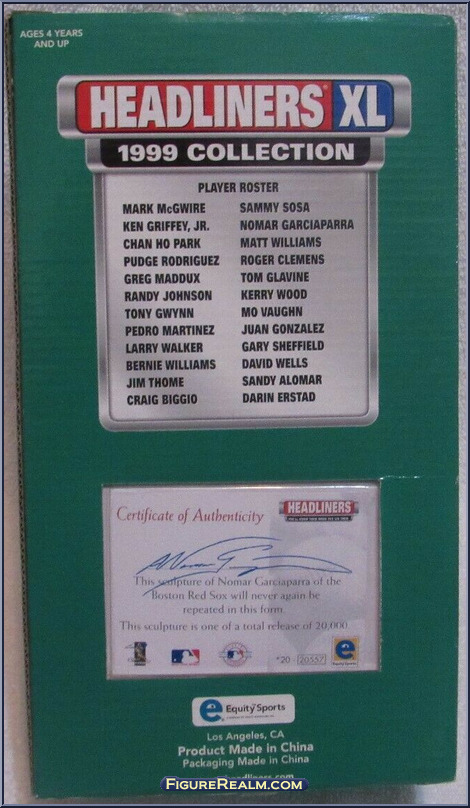 AGES 4 YEARS
AND UP
HEADLINERS® XL
1999 COLLECTION
PLAYER ROSTER
MARK McGWIRE SAMMY SOSA
KEN GRIFFEY, JR. NOMAR GARCIAPARRA
CHAN HO PARK MATT WILLIAMS
PUDGE RODRIGUEZ ROGER CLEMENS
GREG MADDUX TOM GLAVINE
RANDY JOHNSON KERRY WOOD
TONY GWYNN MO VAUGHN
PEDRO MARTINEZ JUAN GONZALEZ
LARRY WALKER GARY SHEFFIELD
BERNIE WILLIAMS DAVID WELLS
JIM THOME SANDY ALOMAR
CRAIG BIGGIO DARIN ERSTAD
Certificate of Authenticity
HEADLINERS
This sculpture of Nomar Garciaparra of the
Boston Red Sox will never again be
repeated in this form.
This sculpture is one of a total release of 20,000.
*20 - 20557
e Equity Sports
e Equity Sports
Los Angeles, CA
Product Made in China
Packaging Made in China
FigureRealm.com